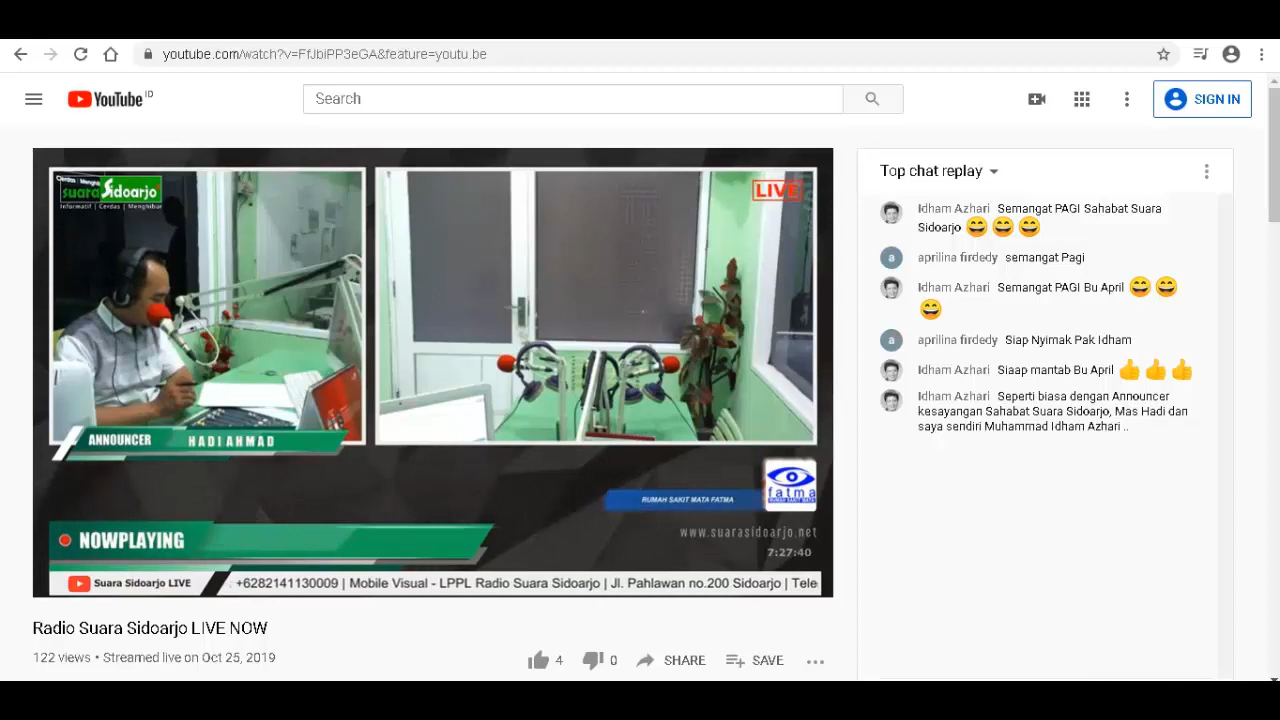 youtube.com/watch?v=FfJbiPP3eGA&feature=youtu.be
YouTube ID
Search
SIGN IN
suara Sidoarjo
Informatif | Cerdas | Menghibur
LIVE
ANNOUNCER HADI AHMAD
RUMAH SAKIT MATA FATMA
fatma
RUMAH SAKIT MATA
NOWPLAYING
www.suarasidoarjo.net
7:27:40
Suara Sidoarjo LIVE
+6282141130009 | Mobile Visual - LPPL Radio Suara Sidoarjo | Jl. Pahlawan no.200 Sidoarjo | Tele
Radio Suara Sidoarjo LIVE NOW
122 views • Streamed live on Oct 25, 2019
4 0 SHARE SAVE
Top chat replay
Idham Azhari Semangat PAGI Sahabat Suara
Sidoarjo 😄 😄 😄
a aprilina firdedy semangat Pagi
Idham Azhari Semangat PAGI Bu April 😄 😄
😄
a aprilina firdedy Siap Nyimak Pak Idham
Idham Azhari Siaap mantab Bu April 👍 👍 👍
Idham Azhari Seperti biasa dengan Announcer
kesayangan Sahabat Suara Sidoarjo, Mas Hadi dan
saya sendiri Muhammad Idham Azhari ..